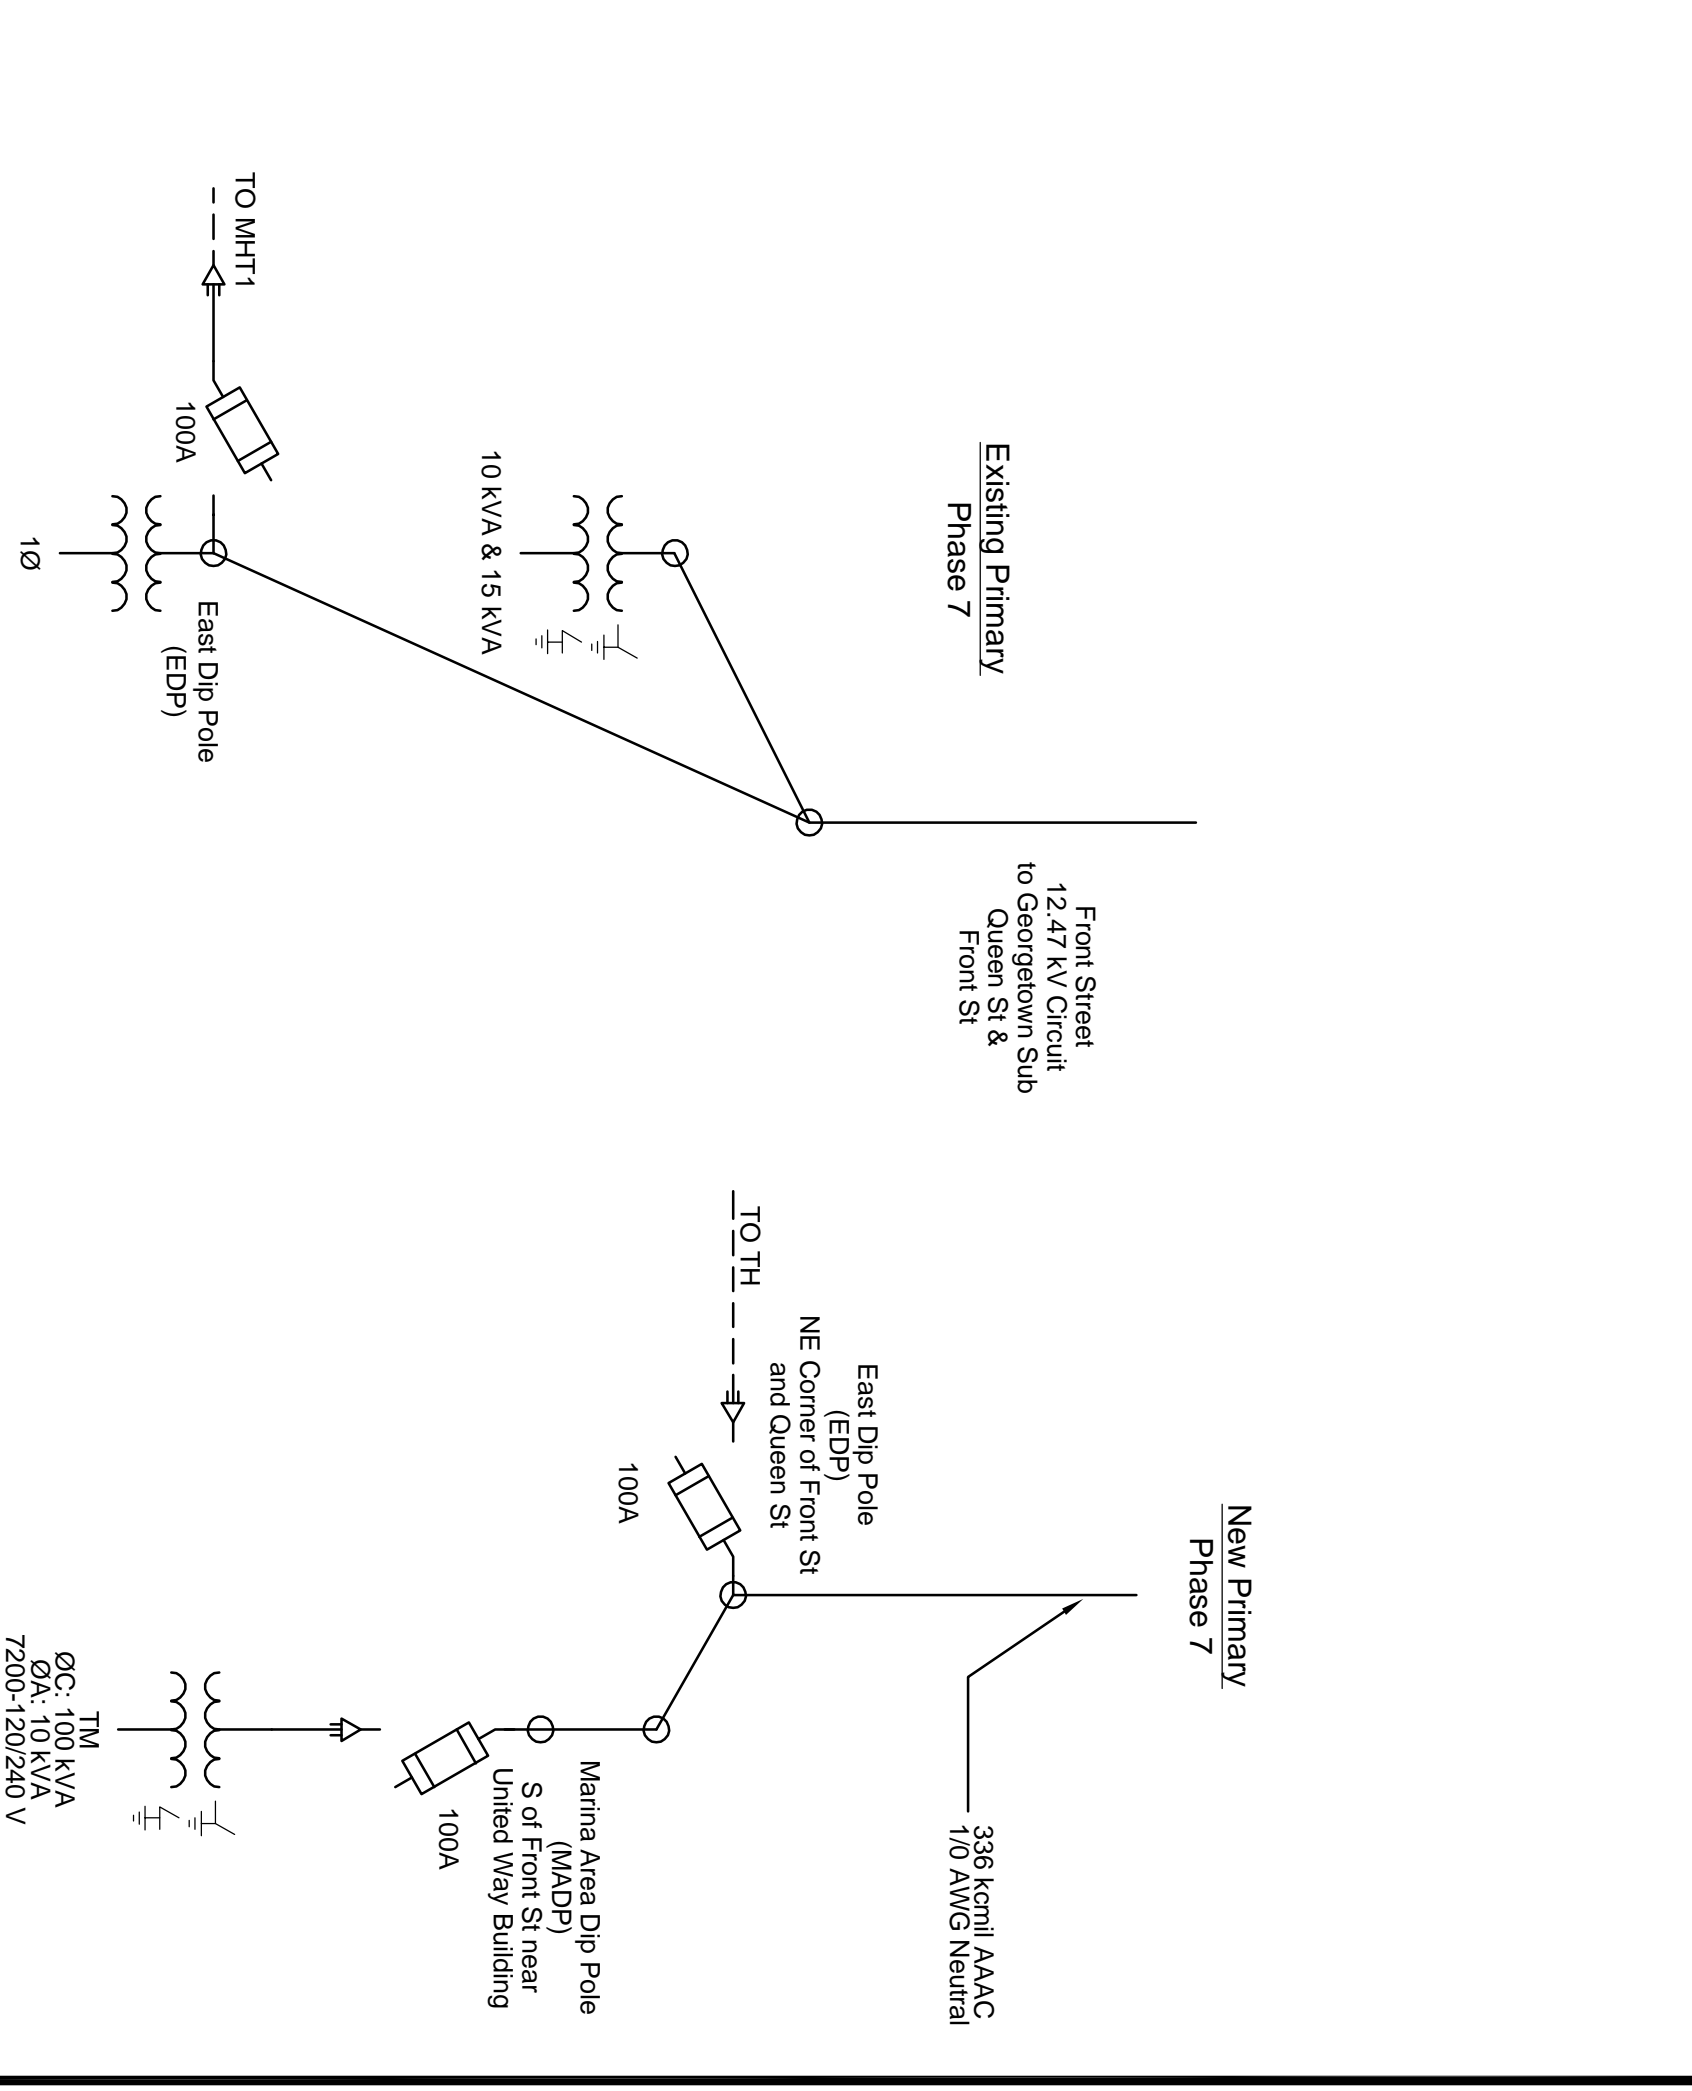 Existing Primary
Phase 7
Front Street
12.47 kV Circuit
to Georgetown Sub
Queen St &
Front St
10 kVA & 15 kVA
TO MHT1
100A
East Dip Pole
(EDP)
1Ø
New Primary
Phase 7
336 kcmil AAAC
1/0 AWG Neutral
East Dip Pole
(EDP)
NE Corner of Front St
and Queen St
TO TH
100A
Marina Area Dip Pole
(MADP)
S of Front St near
United Way Building
100A
TM
ØC: 100 kVA
ØA: 10 kVA
7200-120/240 V